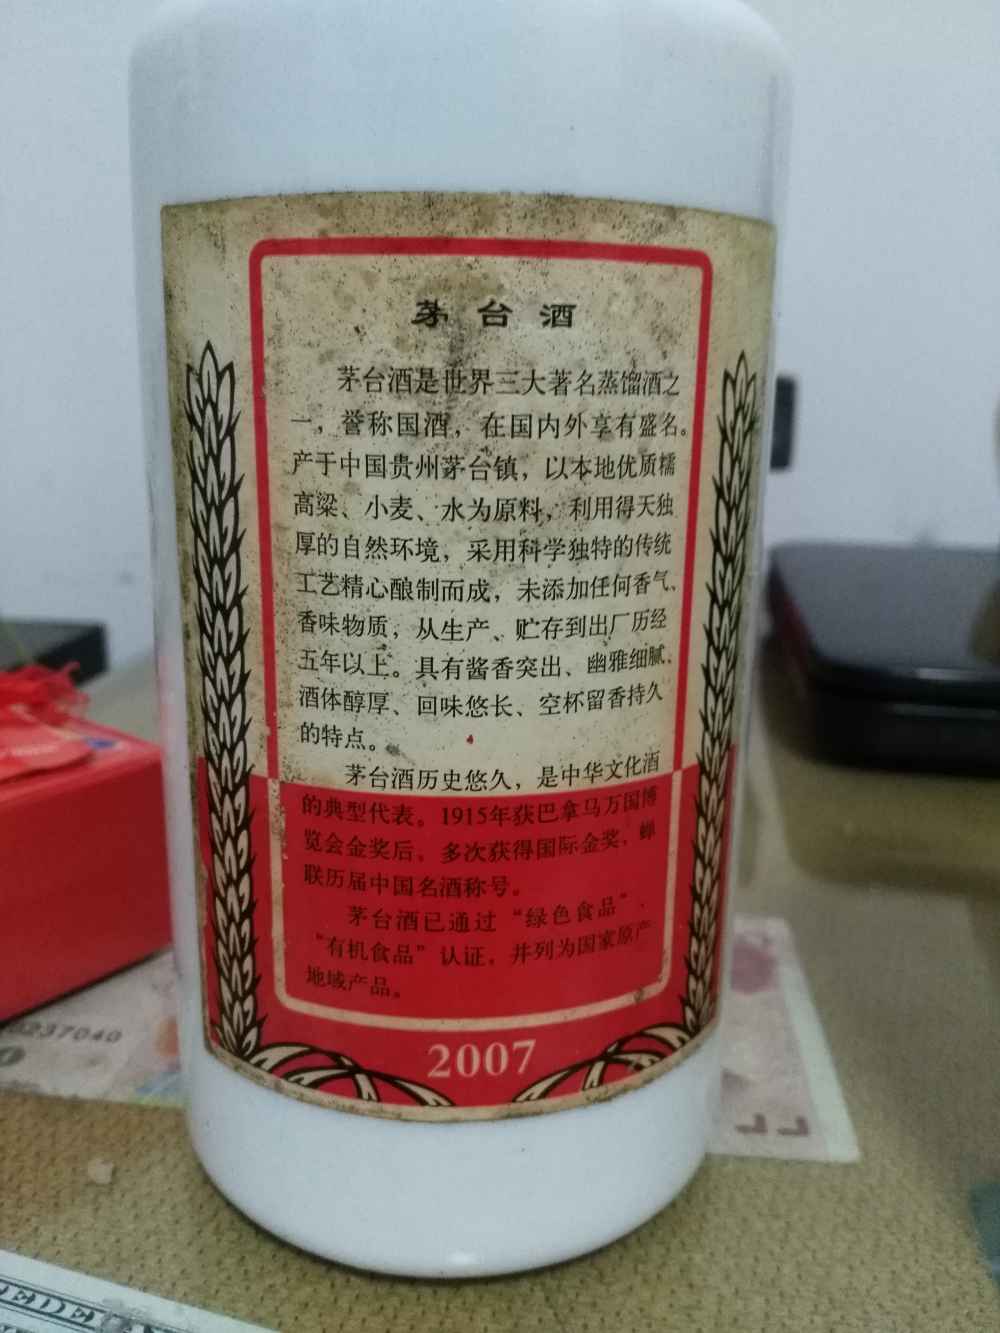 茅台酒
茅台酒是世界三大著名蒸馏酒之
一，誉称国酒，在国内外享有盛名。
产于中国贵州茅台镇，以本地优质糯
高粱、小麦、水为原料，利用得天独
厚的自然环境，采用科学独特的传统
工艺精心酿制而成，未添加任何香气、
香味物质，从生产、贮存到出厂历经
五年以上。具有酱香突出、幽雅细腻、
酒体醇厚、回味悠长、空杯留香持久
的特点。
茅台酒历史悠久，是中华文化酒
的典型代表。1915年获巴拿马万国博
览会金奖后，多次获得国际金奖，蝉
联历届中国名酒称号。
茅台酒已通过“绿色食品”、
“有机食品”认证，并列为国家原产
地域产品。
2007